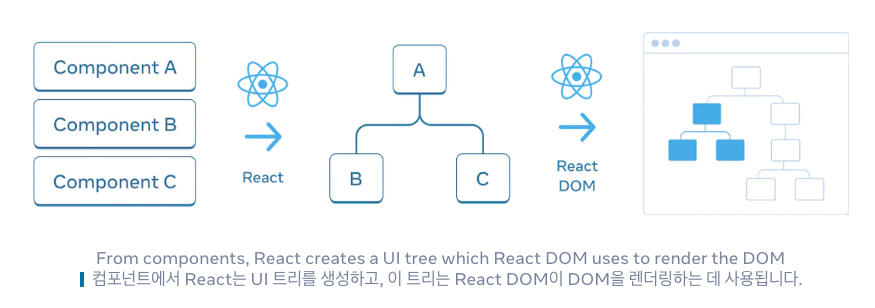 Component A
Component B
Component C
React
A
B
C
React
DOM
From components, React creates a UI tree which React DOM uses to render the DOM
컴포넌트에서 React는 UI 트리를 생성하고, 이 트리는 React DOM이 DOM을 렌더링하는 데 사용됩니다.